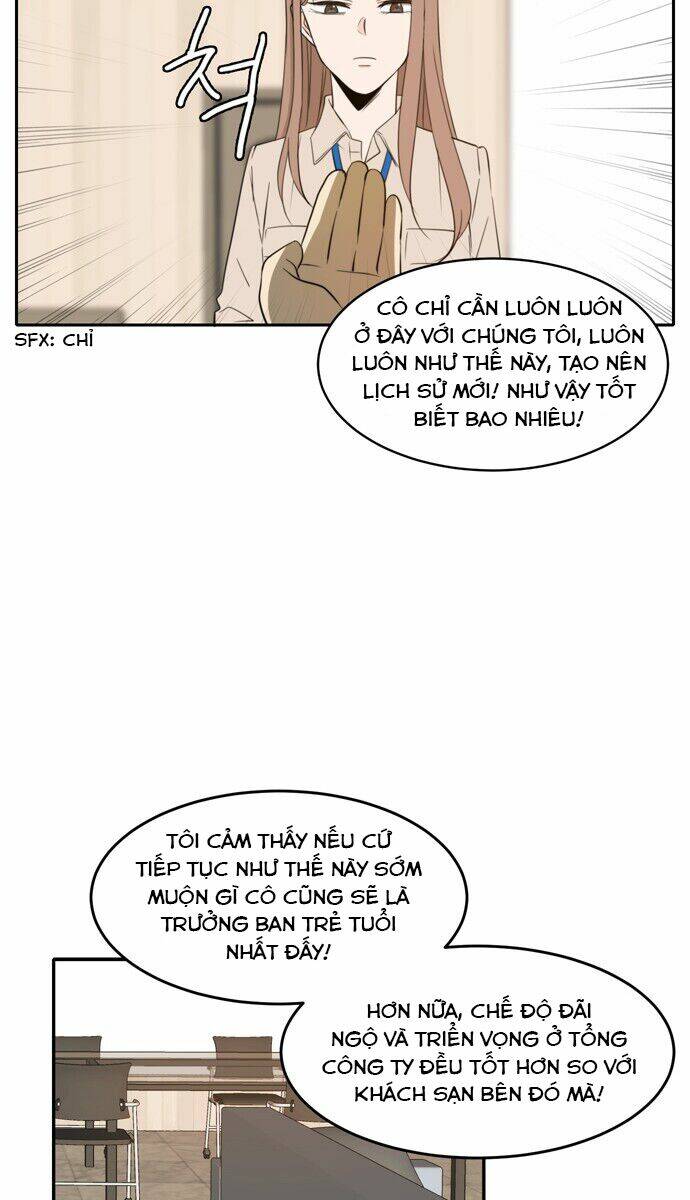 척
CÔ CHỈ CẦN LUÔN LUÔN
Ở ĐÂY VỚI CHÚNG TÔI, LUÔN
LUÔN NHƯ THẾ NÀY, TẠO NÊN
LỊCH SỬ MỚI! NHƯ VẬY TỐT
BIẾT BAO NHIÊU!
SFX: CHỈ
TÔI CẢM THẤY NẾU CỨ
TIẾP TỤC NHƯ THẾ NÀY SỚM
MUỘN GÌ CÔ CŨNG SẼ LÀ
TRƯỞNG BAN TRẺ TUỔI
NHẤT ĐẤY!
HƠN NỮA, CHẾ ĐỘ ĐÃI
NGỘ VÀ TRIỂN VỌNG Ở TỔNG
CÔNG TY ĐỀU TỐT HƠN SO VỚI
KHÁCH SẠN BÊN ĐÓ MÀ!